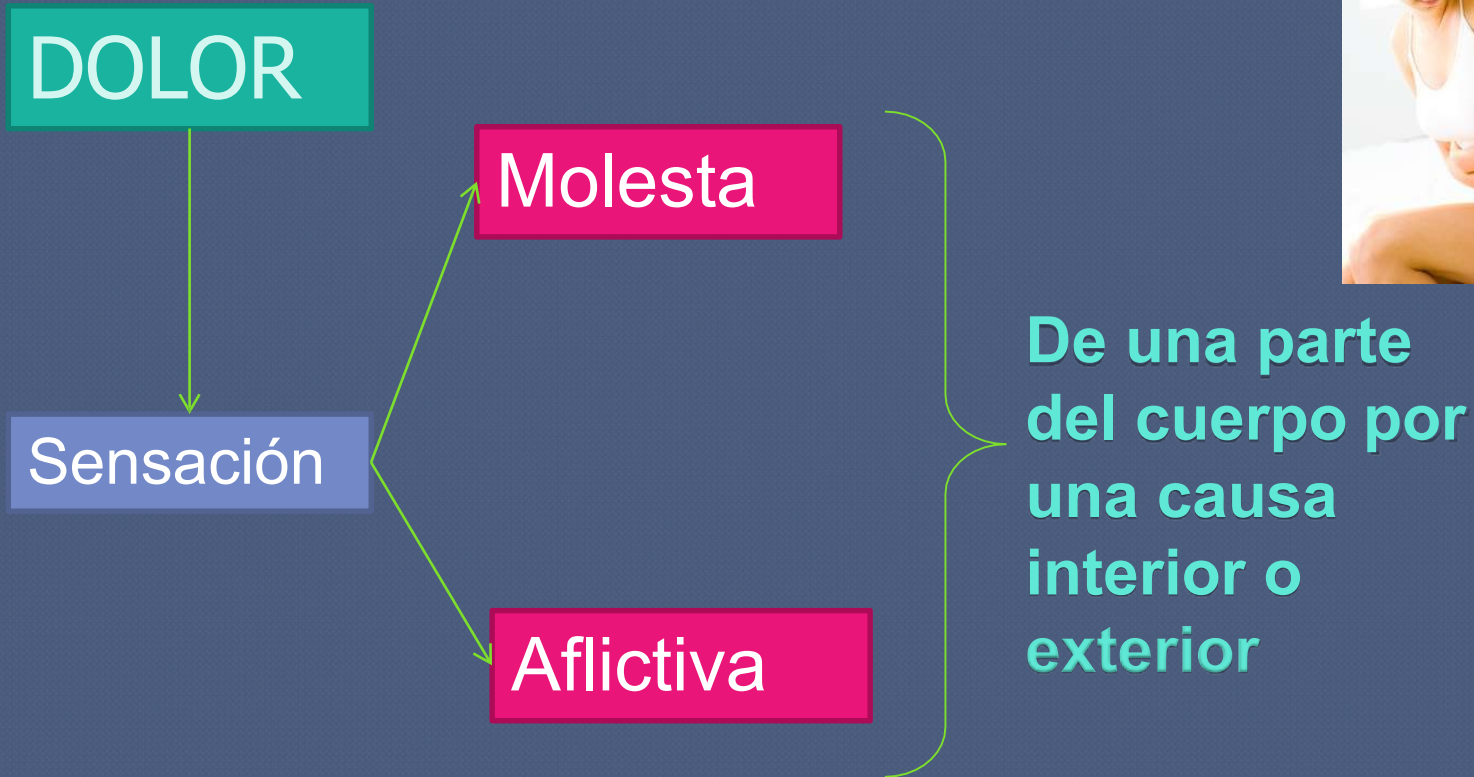 DOLOR
Molesta
Sensación
Aflictiva
De una parte
del cuerpo por
una causa
interior o
exterior